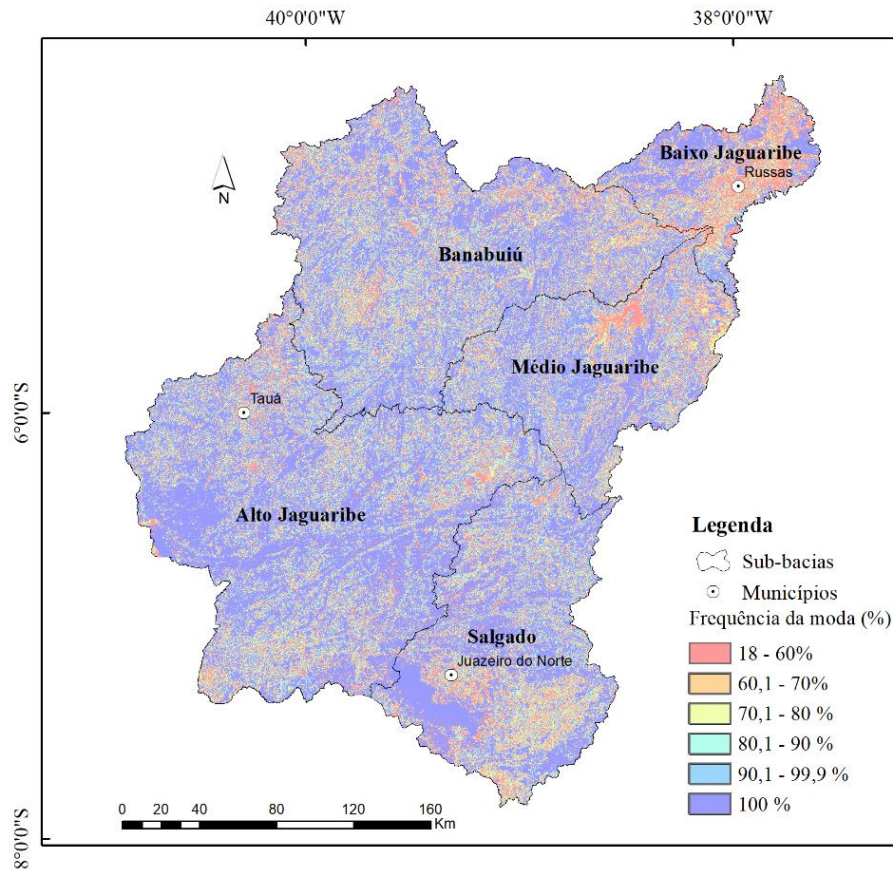 40°0'0"W
38°0'0"W
Baixo Jaguaribe
Russas
N
Banabuiú
Médio Jaguaribe
6°0'0"S
Tauá
Alto Jaguaribe
Legenda
Sub-bacias
Municípios
Frequência da moda (%)
Salgado
Juazeiro do Norte
18 - 60%
60,1 - 70%
70,1 - 80 %
80,1 - 90 %
90,1 - 99,9 %
100 %
0 20 40 80 120 160
Km
8°0'0"S